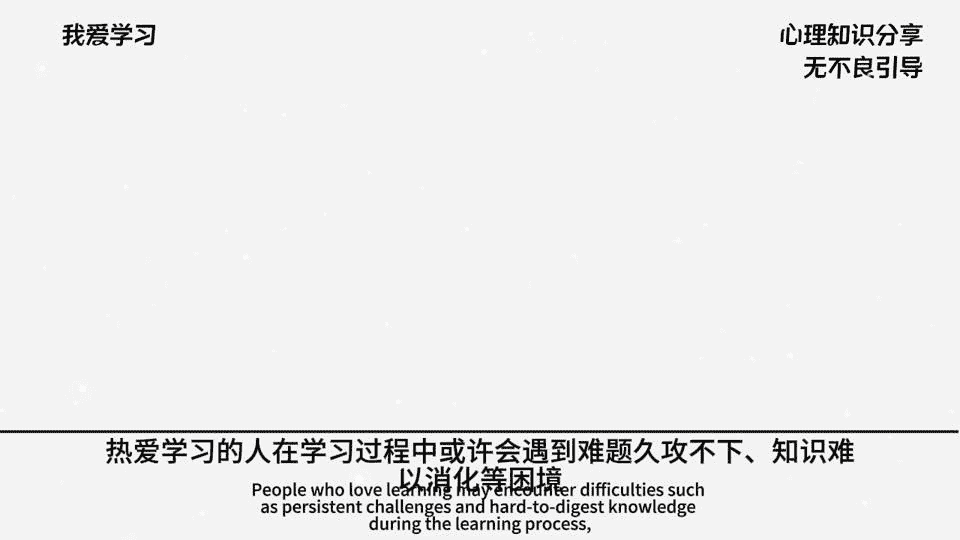 我爱学习
心理知识分享
无不良引导
热爱学习的人在学习过程中或许会遇到难题久攻不下、知识难
以消化等困境
People who love learning may encounter difficulties such
as persistent challenges and hard-to-digest knowledge
during the learning process,